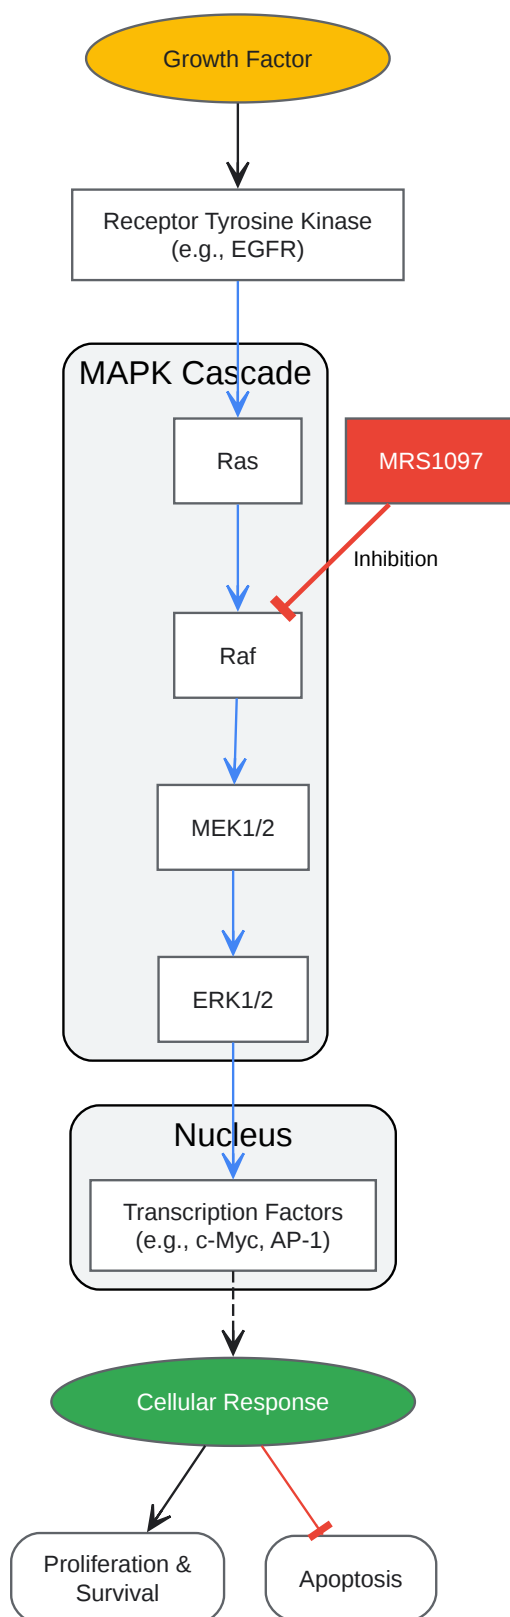 Growth Factor
Receptor Tyrosine Kinase
(e.g., EGFR)
MAPK Cascade
Ras
MRS1097
Inhibition
Raf
MEK1/2
ERK1/2
Nucleus
Transcription Factors
(e.g., c-Myc, AP-1)
Cellular Response
Proliferation &
Survival
Apoptosis